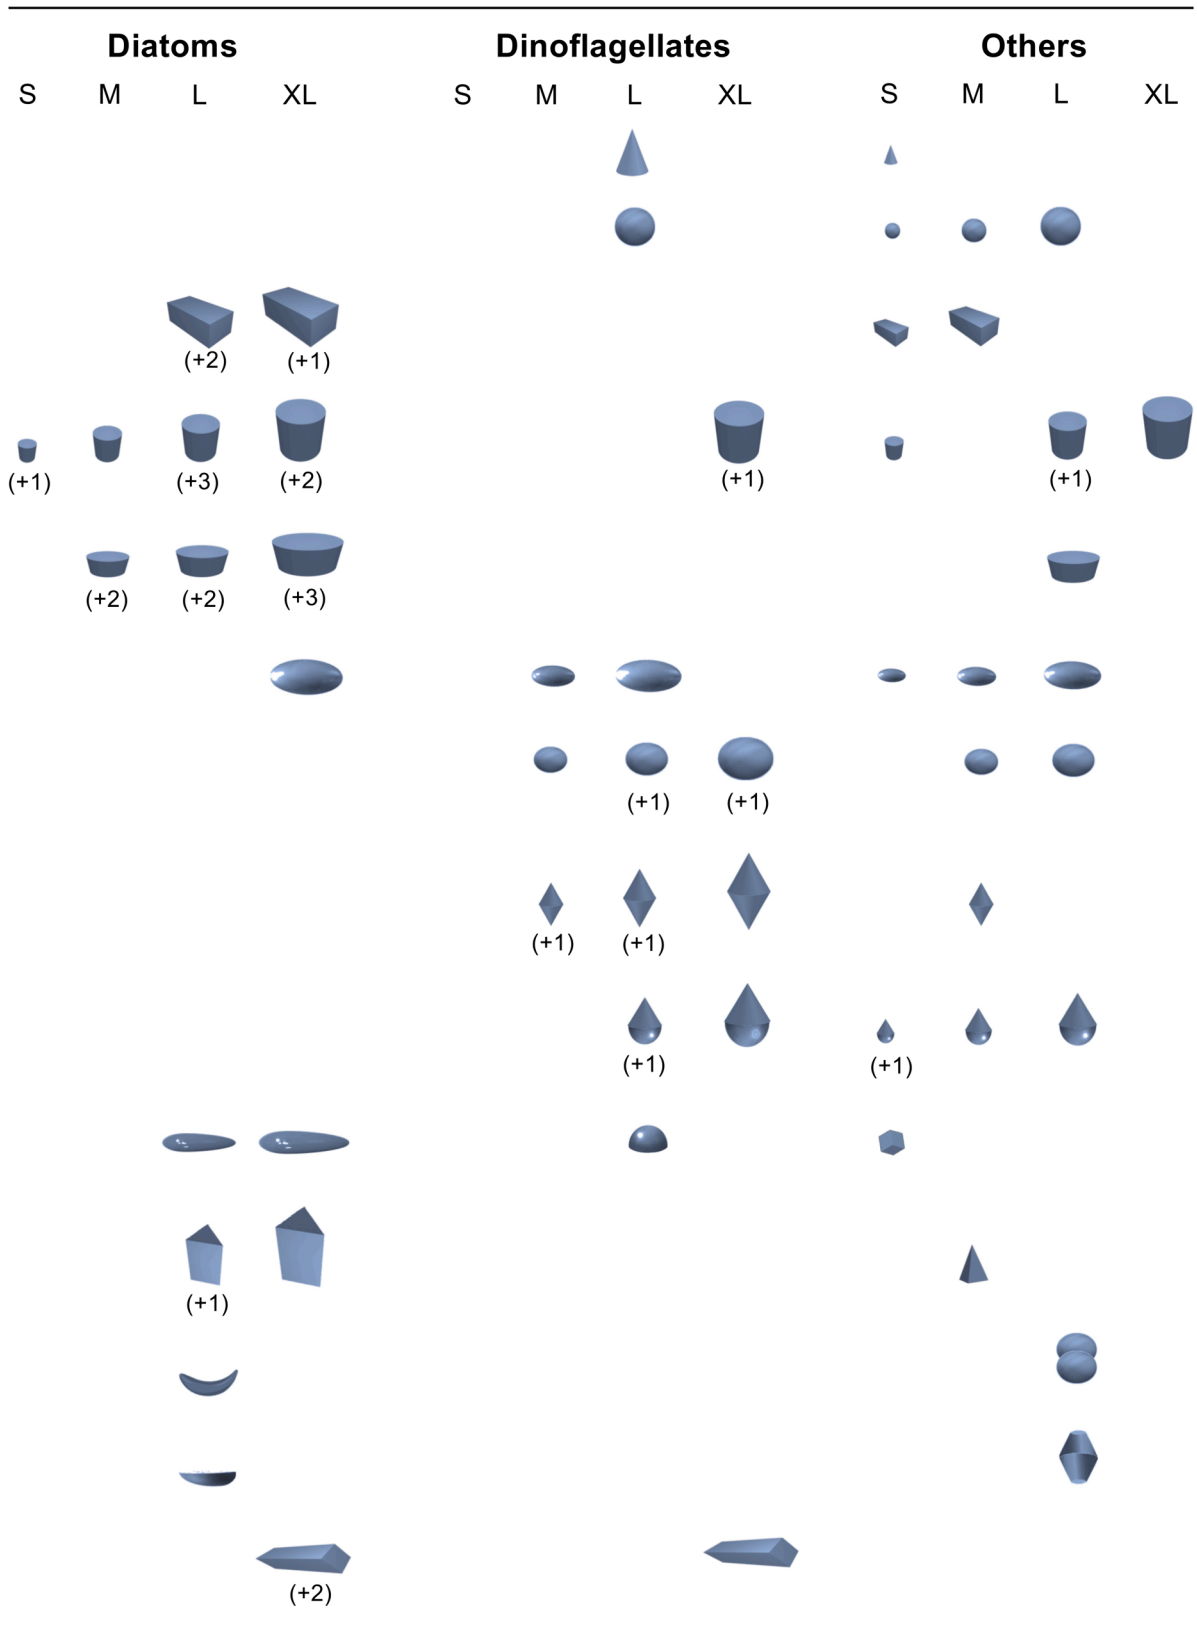 Diatoms Dinoflagellates Others
S M L XL S M L XL S M L XL
(+2) (+1)
(+1) (+3) (+2) (+1) (+1)
(+2) (+2) (+3)
(+1) (+1)
(+1) (+1)
(+1) (+1)
(+1)
(+2)